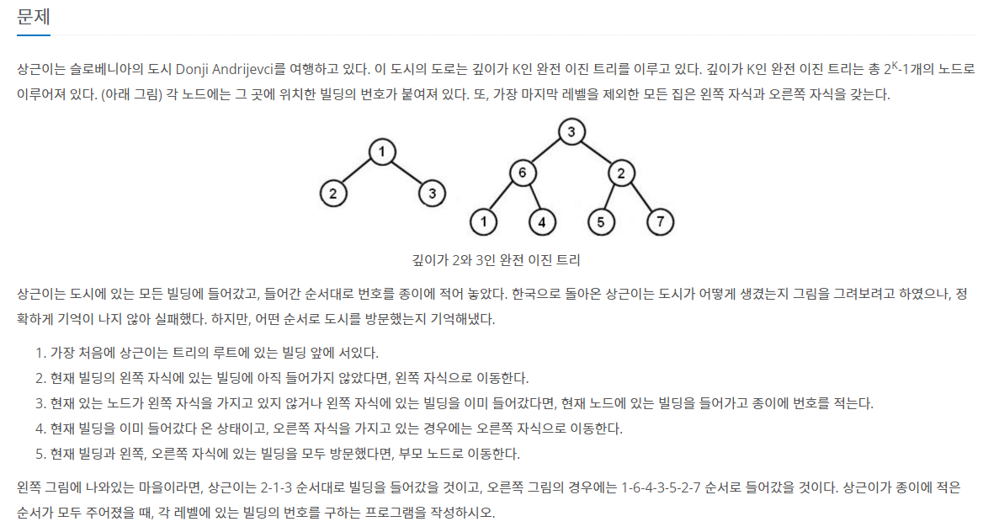 문제
상근이는 슬로베니아의 도시 Donji Andrijevci를 여행하고 있다. 이 도시의 도로는 깊이가 K인 완전 이진 트리를 이루고 있다. 깊이가 K인 완전 이진 트리는 총 2^K-1개의 노드로
이루어져 있다. (아래 그림) 각 노드에는 그 곳에 위치한 빌딩의 번호가 붙여져 있다. 또, 가장 마지막 레벨을 제외한 모든 집은 왼쪽 자식과 오른쪽 자식을 갖는다.
3
1
6 2
2 3
1 4 5 7
깊이가 2와 3인 완전 이진 트리
상근이는 도시에 있는 모든 빌딩에 들어갔고, 들어간 순서대로 번호를 종이에 적어 놓았다. 한국으로 돌아온 상근이는 도시가 어떻게 생겼는지 그림을 그려보려고 하였으나, 정
확하게 기억이 나지 않아 실패했다. 하지만, 어떤 순서로 도시를 방문했는지 기억해냈다.
1. 가장 처음에 상근이는 트리의 루트에 있는 빌딩 앞에 서있다.
2. 현재 빌딩의 왼쪽 자식에 있는 빌딩에 아직 들어가지 않았다면, 왼쪽 자식으로 이동한다.
3. 현재 있는 노드가 왼쪽 자식을 가지고 있지 않거나 왼쪽 자식에 있는 빌딩을 이미 들어갔다면, 현재 노드에 있는 빌딩을 들어가고 종이에 번호를 적는다.
4. 현재 빌딩을 이미 들어갔다 온 상태이고, 오른쪽 자식을 가지고 있는 경우에는 오른쪽 자식으로 이동한다.
5. 현재 빌딩과 왼쪽, 오른쪽 자식에 있는 빌딩을 모두 방문했다면, 부모 노드로 이동한다.
왼쪽 그림에 나와있는 마을이라면, 상근이는 2-1-3 순서대로 빌딩을 들어갔을 것이고, 오른쪽 그림의 경우에는 1-6-4-3-5-2-7 순서로 들어갔을 것이다. 상근이가 종이에 적은
순서가 모두 주어졌을 때, 각 레벨에 있는 빌딩의 번호를 구하는 프로그램을 작성하시오.